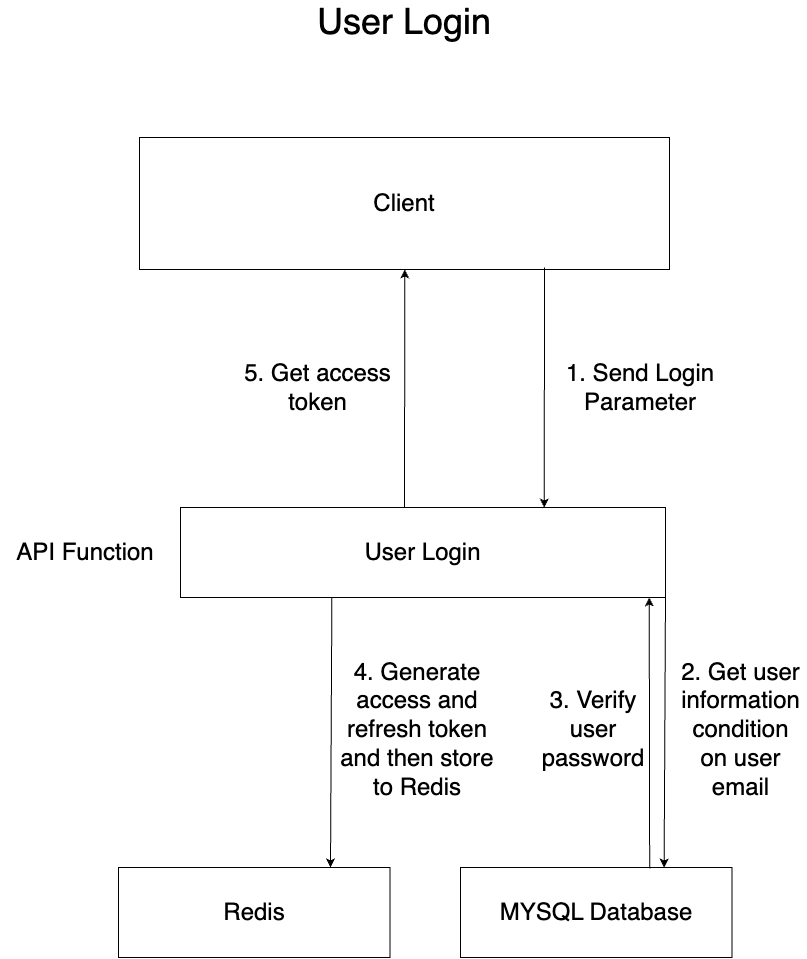 User Login
Client
5. Get access
token
1. Send Login
Parameter
API Function
User Login
4. Generate
access and
refresh token
and then store
to Redis
3. Verify
user
password
2. Get user
information
condition
on user
email
Redis
MYSQL Database